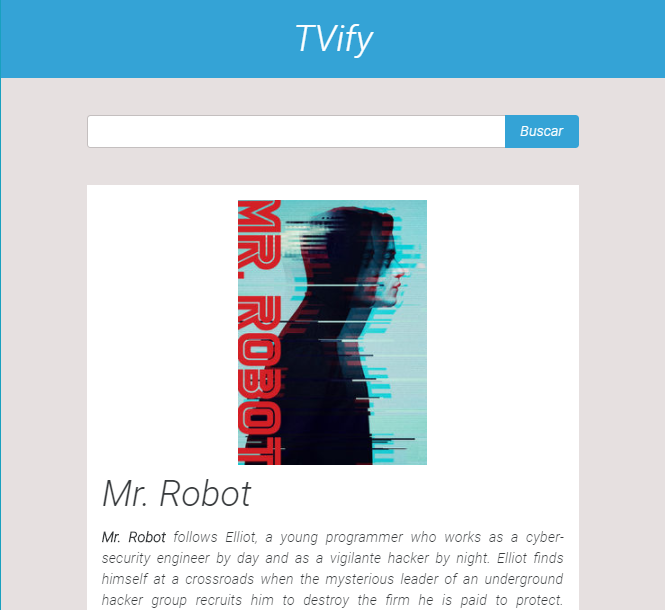 TVify
Buscar
MR. ROBOT
Mr. Robot
Mr. Robot follows Elliot, a young programmer who works as a cyber-
security engineer by day and as a vigilante hacker by night. Elliot finds
himself at a crossroads when the mysterious leader of an underground
hacker group recruits him to destroy the firm he is paid to protect.